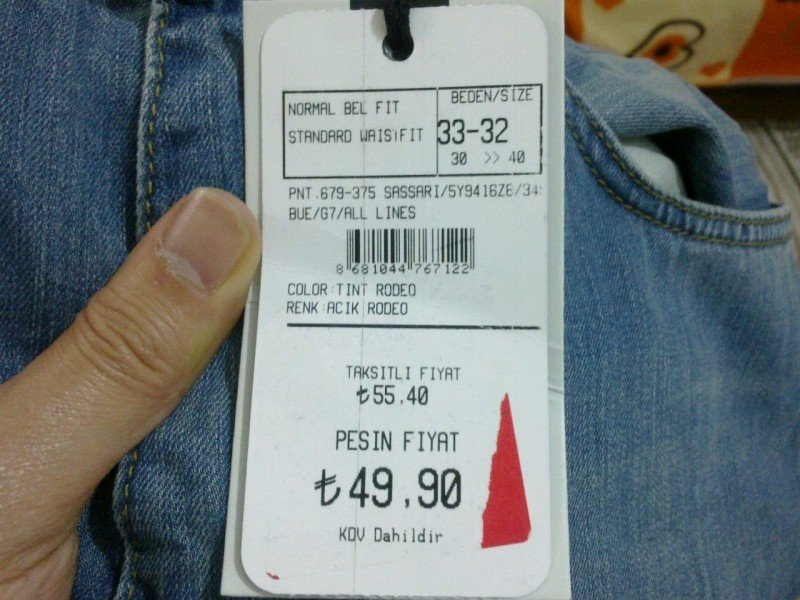 NORMAL BEL FIT
STANDARD WAIST FIT
BEDEN/SIZE
33-32
30 >> 40
PNT.679-375 SASSARI/5Y9416Z8/34
BUE/G7/ALL LINES
8 681044 767122
COLOR:TINT RODEO
RENK:ACIK RODEO
TAKSITLI FIYAT
₺55,40
PESIN FIYAT
₺49,90
KDV Dahildir